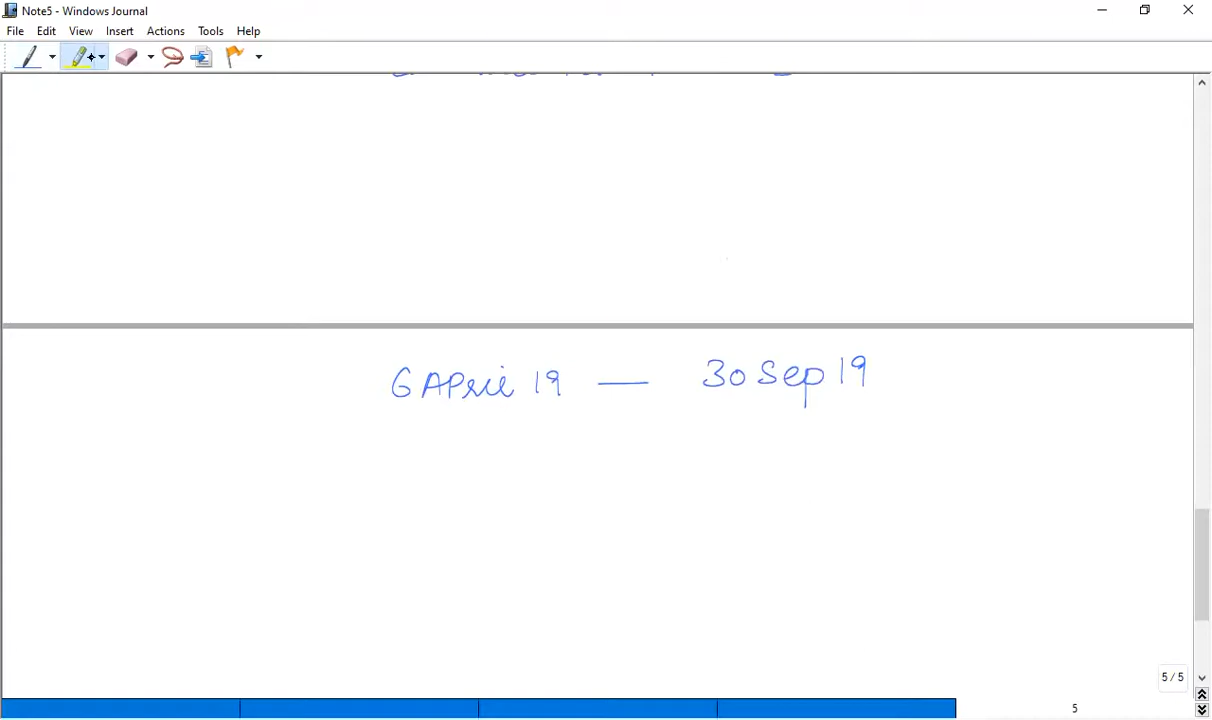 Note5 - Windows Journal
File Edit View Insert Actions Tools Help
6 April 19 — 30 Sep 19
5 / 5
5